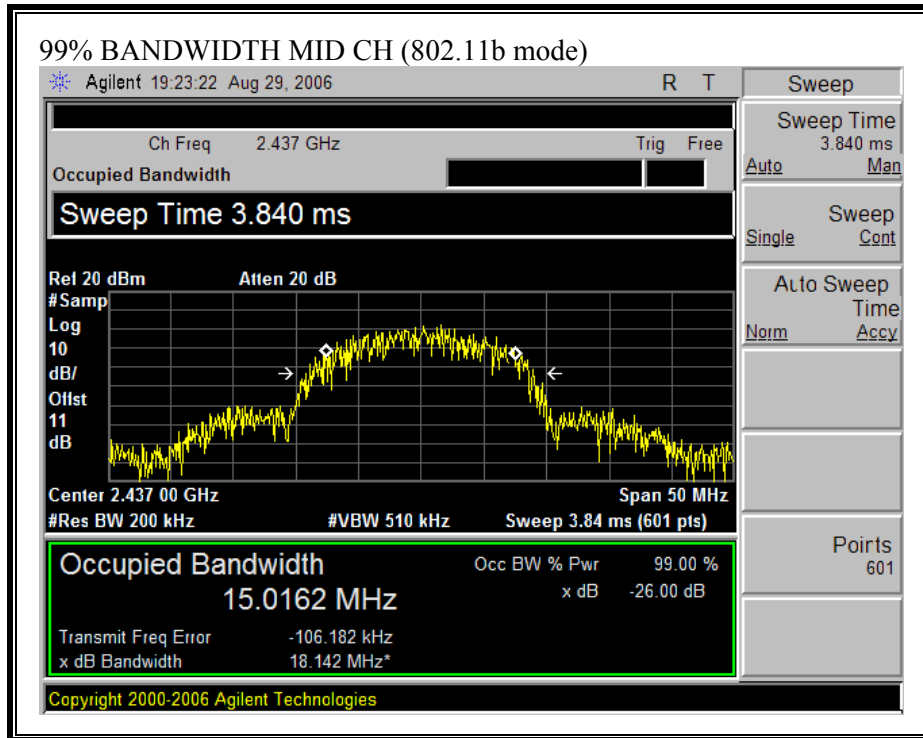 99% BANDWIDTH MID CH (802.11b mode)
Agilent 19:23:22 Aug 29, 2006 R T
Sweep
Ch Freq 2.437 GHz Trig Free
Occupied Bandwidth
Sweep Time 3.840 ms
Ref 20 dBm Atten 20 dB
#Samp
Log
10
dB/
Offst
11
dB
Center 2.437 00 GHz Span 50 MHz
#Res BW 200 kHz #VBW 510 kHz Sweep 3.84 ms (601 pts)
Occupied Bandwidth Occ BW % Pwr 99.00 %
15.0162 MHz x dB -26.00 dB
Transmit Freq Error -106.182 kHz
x dB Bandwidth 18.142 MHz*
Copyright 2000-2006 Agilent Technologies
Sweep Time
3.840 ms
Auto Man
Sweep
Single Cont
Auto Sweep
Time
Norm Accy
Points
601